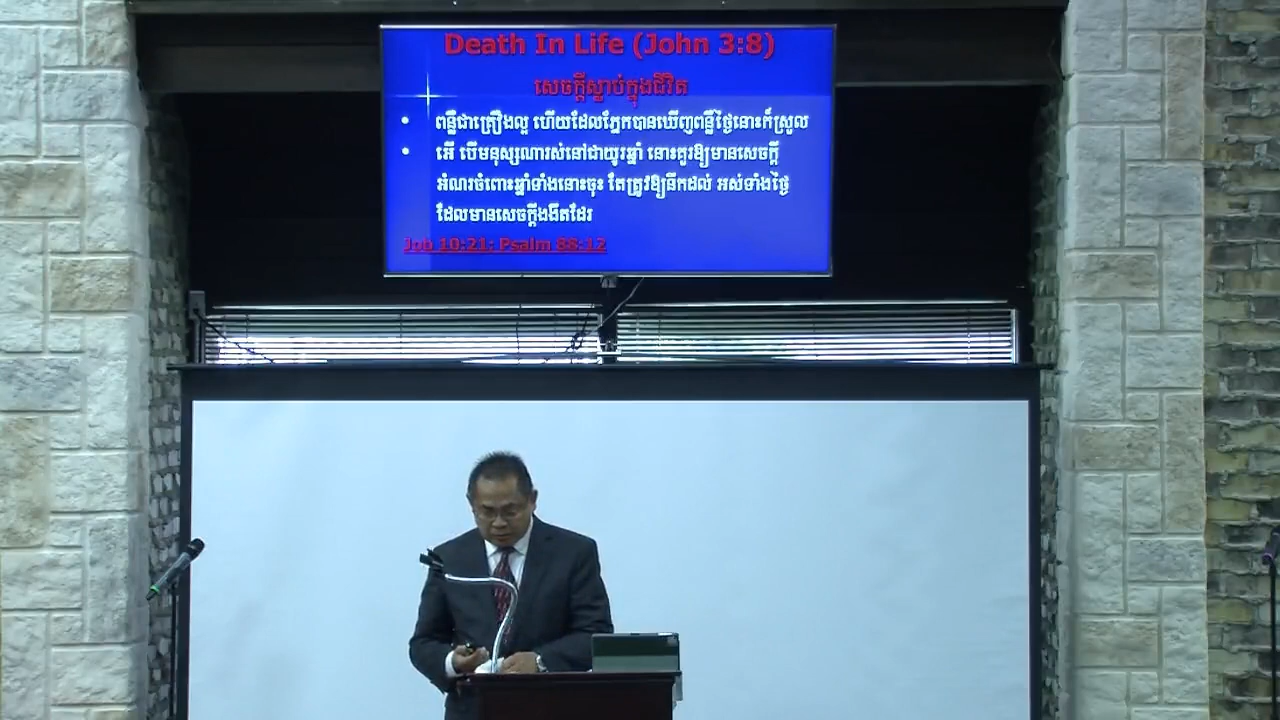 Death In Life (John 3:8)
សេចក្ដីស្លាប់ក្នុងជីវិត
• ពន្លឺជាគ្រឿងល្អ ហើយដែលភ្នែកបានឃើញពន្លឺថ្ងៃនោះក៏ស្រួល
• អើ បើមនុស្សណារស់នៅជាយូរឆ្នាំ នោះគួរឱ្យមានសេចក្ដី
អំណរចំពោះឆ្នាំទាំងនោះចុះ តែត្រូវឱ្យនឹកដល់ អស់ទាំងថ្ងៃ
ដែលមានសេចក្ដីងងឹតដែរ
Job 10:21; Psalm 88:12